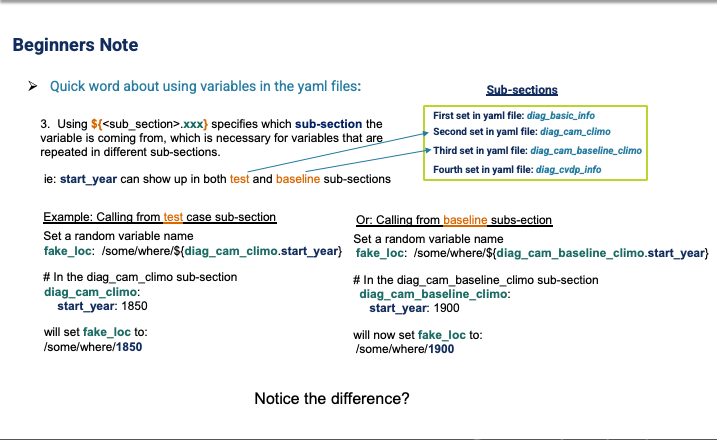 Beginners Note
➤ Quick word about using variables in the yaml files:
Sub-sections
First set in yaml file: diag_basic_info
Second set in yaml file: diag_cam_climo
Third set in yaml file: diag_cam_baseline_climo
Fourth set in yaml file: diag_cvdp_info
3. Using ${<sub_section>.xxx} specifies which sub-section the
variable is coming from, which is necessary for variables that are
repeated in different sub-sections.
ie: start_year can show up in both test and baseline sub-sections
Example: Calling from test case sub-section
Set a random variable name
fake_loc: /some/where/${diag_cam_climo.start_year}
# In the diag_cam_climo sub-section
diag_cam_climo:
start_year: 1850
will set fake_loc to:
/some/where/1850
Or: Calling from baseline subs-ection
Set a random variable name
fake_loc: /some/where/${diag_cam_baseline_climo.start_year}
# In the diag_cam_baseline_climo sub-section
diag_cam_baseline_climo:
start_year: 1900
will now set fake_loc to:
/some/where/1900
Notice the difference?